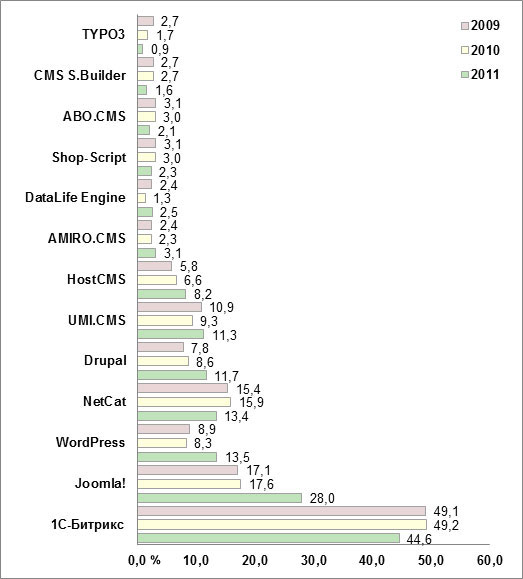 2009
2010
2011
2,7
TYPO3 1,7
0,9
2,7
CMS S.Builder 2,7
1,6
3,1
ABO.CMS 3,0
2,1
3,1
Shop-Script 3,0
2,3
2,4
DataLife Engine 1,3
2,5
2,4
AMIRO.CMS 2,3
3,1
5,8
HostCMS 6,6
8,2
10,9
UMI.CMS 9,3
11,3
7,8
Drupal 8,6
11,7
15,4
NetCat 15,9
13,4
8,9
WordPress 8,3
13,5
17,1
Joomla! 17,6
28,0
49,1
1С-Битрикс 49,2
44,6
0,0 % 10,0 20,0 30,0 40,0 50,0 60,0